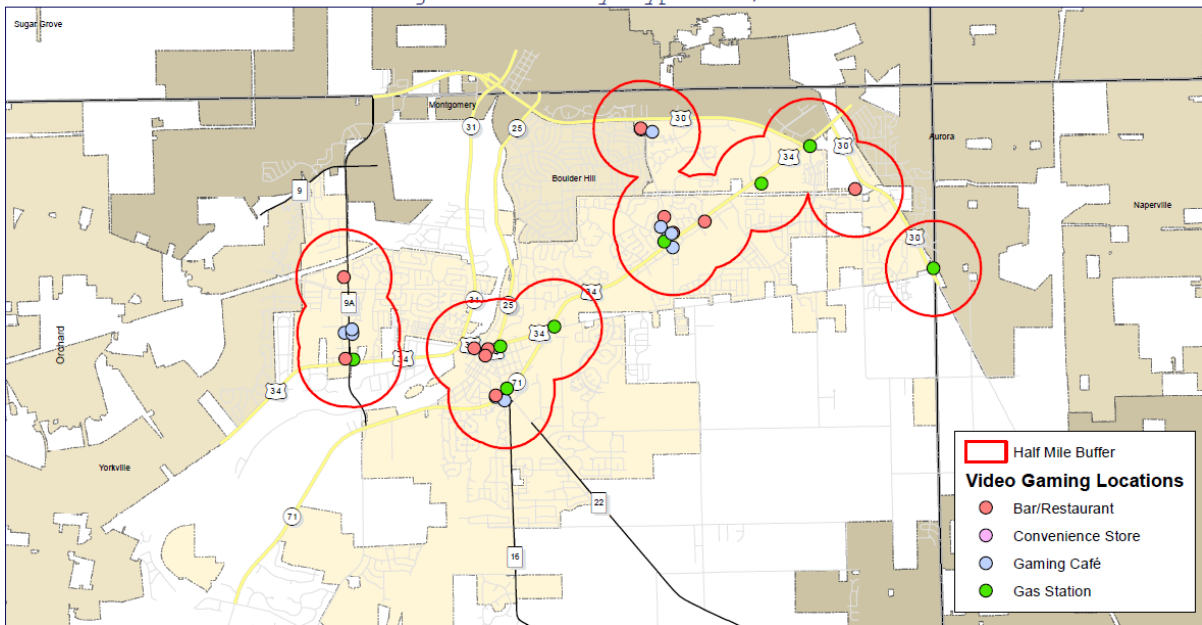 Sugar Grove
Montgomery
31
25
30
30
34
Aurora
Boulder Hill
9
Naperville
30
9A
31
25
34
34
Orchard
34
34
71
34
Yorkville
22
71
16
Half Mile Buffer
Video Gaming Locations
Bar/Restaurant
Convenience Store
Gaming Café
Gas Station